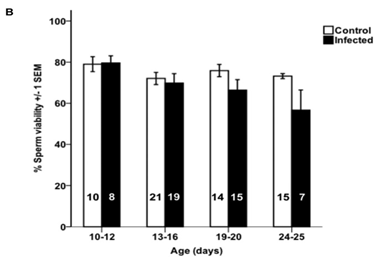 B
Control
Infected
% Sperm viability +/- 1 SEM
100
80
60
40
20
0
10 8 21 19 14 15 15 7
10-12 13-16 19-20 24-25
Age (days)